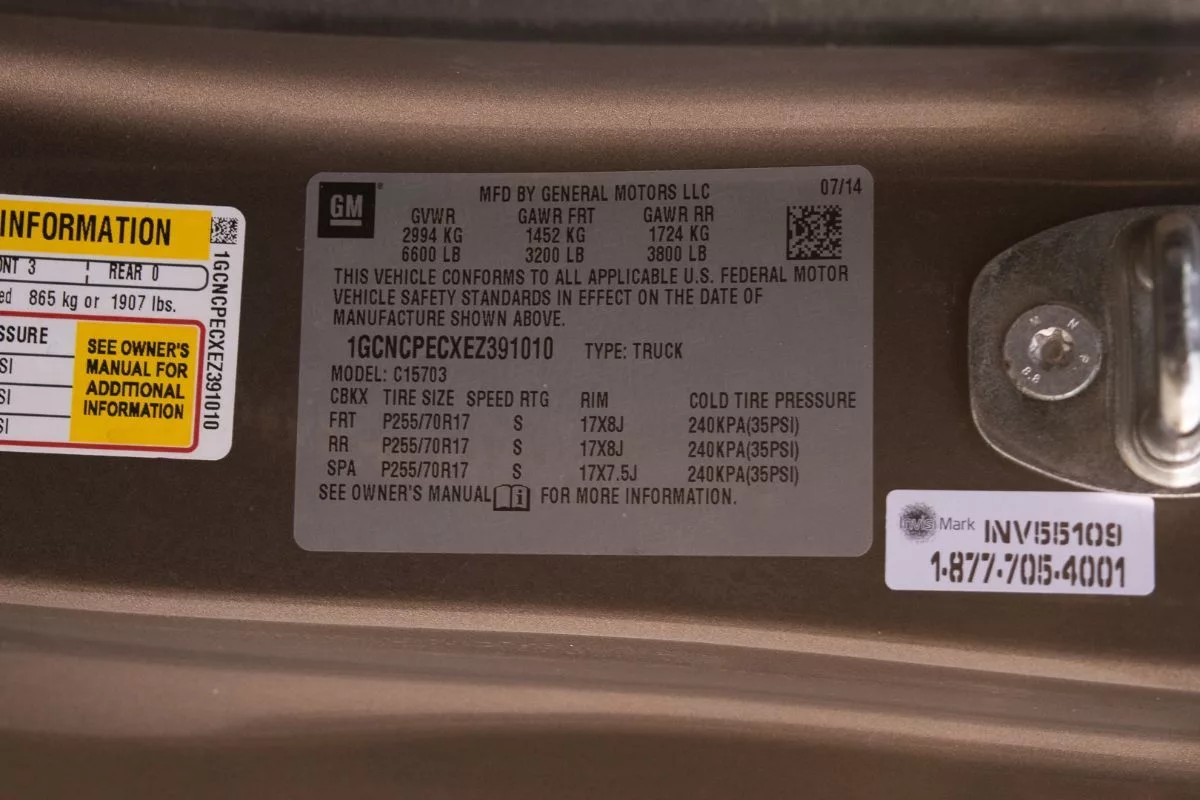 INFORMATION
NT 3 REAR 0
ed 865 kg or 1907 lbs.
SSURE
SI
SI
SI
SEE OWNER'S
MANUAL FOR
ADDITIONAL
INFORMATION
1GCNCPECXEZ391010
GM
MFD BY GENERAL MOTORS LLC 07/14
GVWR GAWR FRT GAWR RR
2994 KG 1452 KG 1724 KG
6600 LB 3200 LB 3800 LB
THIS VEHICLE CONFORMS TO ALL APPLICABLE U.S. FEDERAL MOTOR
VEHICLE SAFETY STANDARDS IN EFFECT ON THE DATE OF
MANUFACTURE SHOWN ABOVE.
1GCNCPECXEZ391010 TYPE: TRUCK
MODEL: C15703
CBKX TIRE SIZE SPEED RTG RIM COLD TIRE PRESSURE
FRT P255/70R17 S 17X8J 240KPA(35PSI)
RR P255/70R17 S 17X8J 240KPA(35PSI)
SPA P255/70R17 S 17X7.5J 240KPA(35PSI)
SEE OWNER'S MANUAL FOR MORE INFORMATION.
invis Mark INV55109
1-877-705-4001
M N
8.8